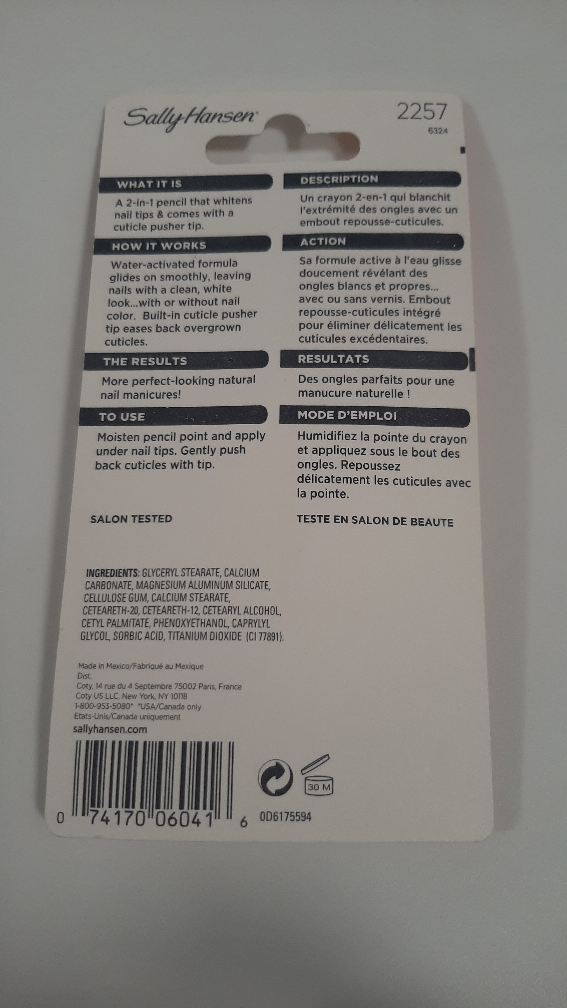 Sally Hansen
2257
6324
WHAT IT IS
A 2-in-1 pencil that whitens
nail tips & comes with a
cuticle pusher tip.
HOW IT WORKS
Water-activated formula
glides on smoothly, leaving
nails with a clean, white
look...with or without nail
color. Built-in cuticle pusher
tip eases back overgrown
cuticles.
THE RESULTS
More perfect-looking natural
nail manicures!
TO USE
Moisten pencil point and apply
under nail tips. Gently push
back cuticles with tip.
SALON TESTED
DESCRIPTION
Un crayon 2-en-1 qui blanchit
l'extrémité des ongles avec un
embout repousse-cuticules.
ACTION
Sa formule active à l'eau glisse
doucement révélant des
ongles blancs et propres...
avec ou sans vernis. Embout
repousse-cuticules intégré
pour éliminer délicatement les
cuticules excédentaires.
RESULTATS
Des ongles parfaits pour une
manucure naturelle !
MODE D'EMPLOI
Humidifiez la pointe du crayon
et appliquez sous le bout des
ongles. Repoussez
délicatement les cuticules avec
la pointe.
TESTE EN SALON DE BEAUTE
INGREDIENTS: GLYCERYL STEARATE, CALCIUM
CARBONATE, MAGNESIUM ALUMINUM SILICATE,
CELLULOSE GUM, CALCIUM STEARATE,
CETEARETH-20, CETEARETH-12, CETEARYL ALCOHOL,
CETYL PALMITATE, PHENOXYETHANOL, CAPRYLYL
GLYCOL, SORBIC ACID, TITANIUM DIOXIDE (CI 77891).
Made in Mexico/Fabriqué au Mexique
Dist.
Coty, 14 rue du 4 Septembre 75002 Paris, France
Coty US LLC. New York, NY 10118
1-800-953-5080* *USA/Canada only
Etats-Unis/Canada uniquement
sallyhansen.com
0 74170 06041 6
30 M
0D6175594